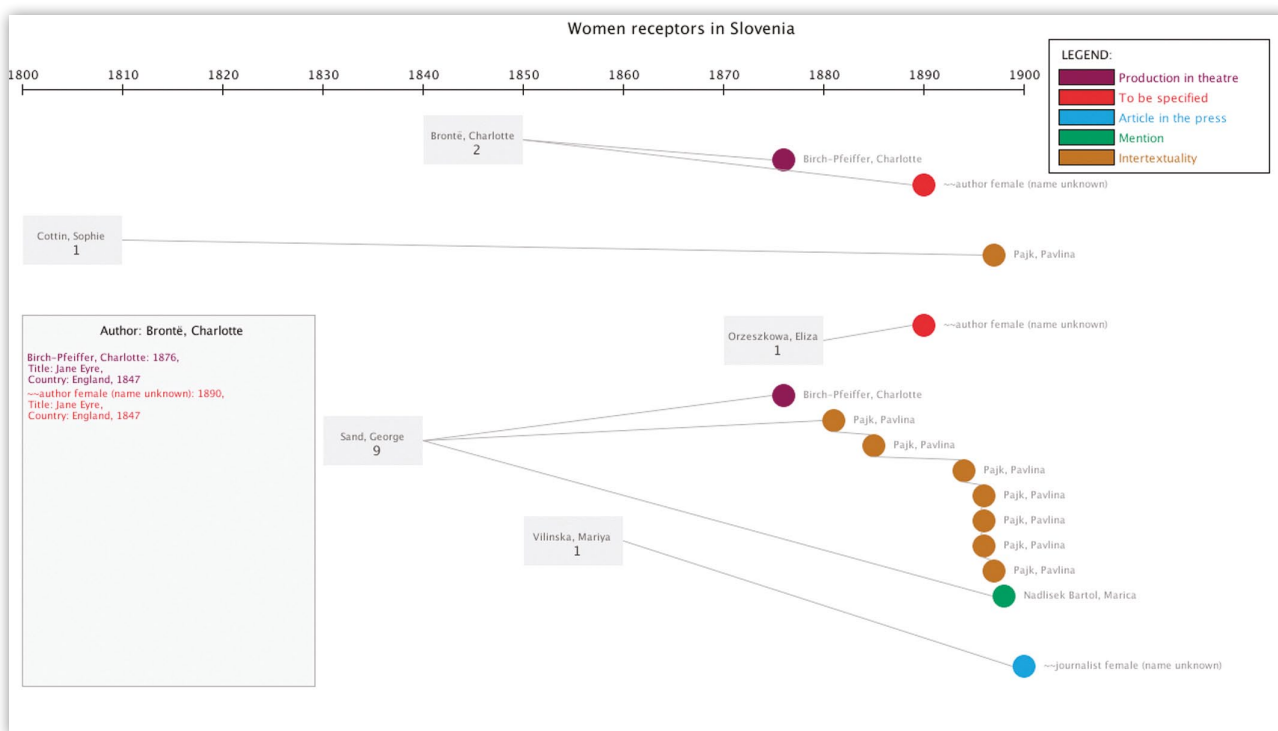 Women receptors in Slovenia
LEGEND:
1800 1810 1820 1830 1840 1850 1860 1870 1880 1890 1900
Production in theatre
To be specified
Article in the press
Mention
Intertextuality
Brontë, Charlotte
2
Birch-Pfeiffer, Charlotte
~~author female (name unknown)
Cottin, Sophie
1
Pajk, Pavlina
Author: Brontë, Charlotte
Birch-Pfeiffer, Charlotte: 1876,
Title: Jane Eyre,
Country: England, 1847
~~author female (name unknown): 1890,
Title: Jane Eyre,
Country: England, 1847
Orzeszkowa, Eliza
1
~~author female (name unknown)
Sand, George
9
Birch-Pfeiffer, Charlotte
Pajk, Pavlina
Pajk, Pavlina
Pajk, Pavlina
Pajk, Pavlina
Pajk, Pavlina
Pajk, Pavlina
Pajk, Pavlina
Nadlisek Bartol, Marica
Vilinska, Mariya
1
~~journalist female (name unknown)